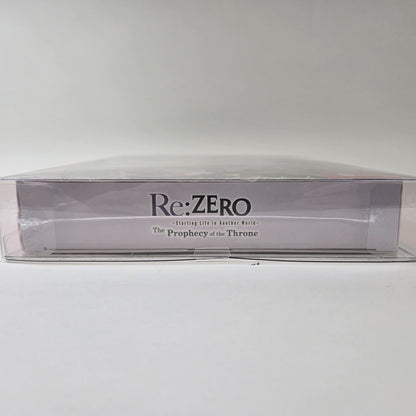 Re:ZERO
~Starting Life in Another World~
The Prophecy of the Throne